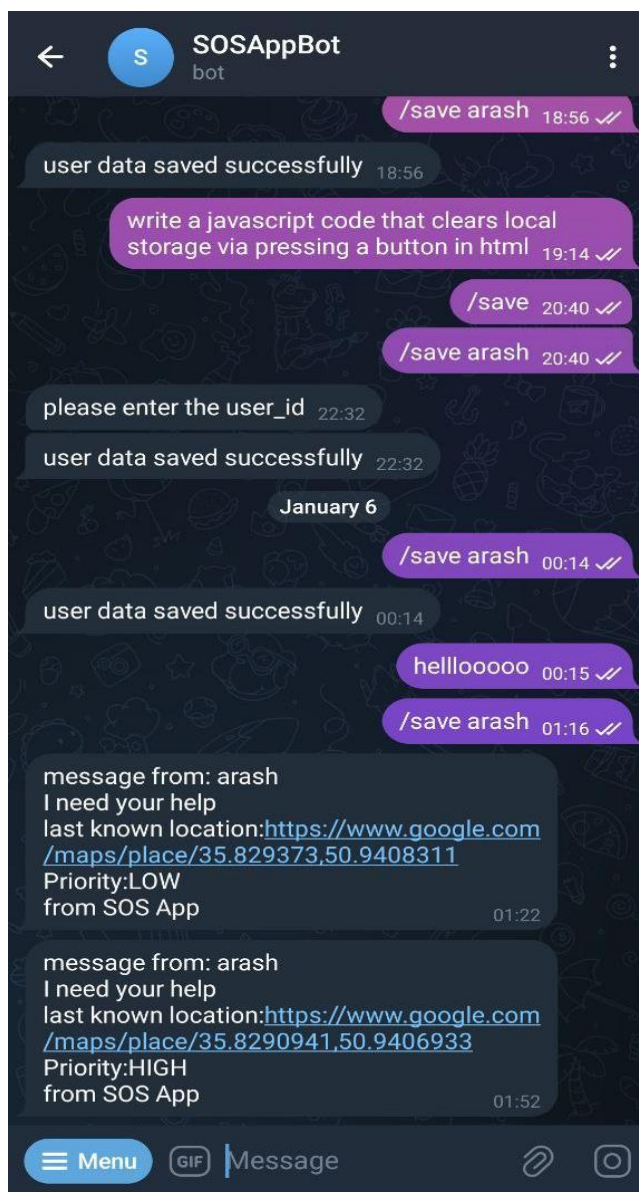 S
SOSAppBot
bot
/save arash 18:56
user data saved successfully 18:56
write a javascript code that clears local
storage via pressing a button in html 19:14
/save 20:40
/save arash 20:40
please enter the user_id 22:32
user data saved successfully 22:32
January 6
/save arash 00:14
user data saved successfully 00:14
helllooooo 00:15
/save arash 01:16
message from: arash
I need your help
last known location:https://www.google.com
/maps/place/35.829373,50.9408311
Priority:LOW
from SOS App 01:22
message from: arash
I need your help
last known location:https://www.google.com
/maps/place/35.8290941,50.9406933
Priority:HIGH
from SOS App 01:52
Menu GIF Message